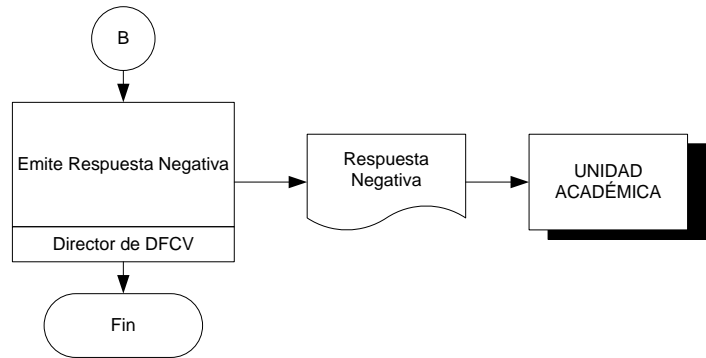 B
Emite Respuesta Negativa
Respuesta
Negativa
UNIDAD
ACADÉMICA
Director de DFCV
Fin